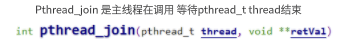 Pthread_join 是主线程在调用 等待pthread_t thread结束
int pthread_join(pthread_t thread, void **retVal)